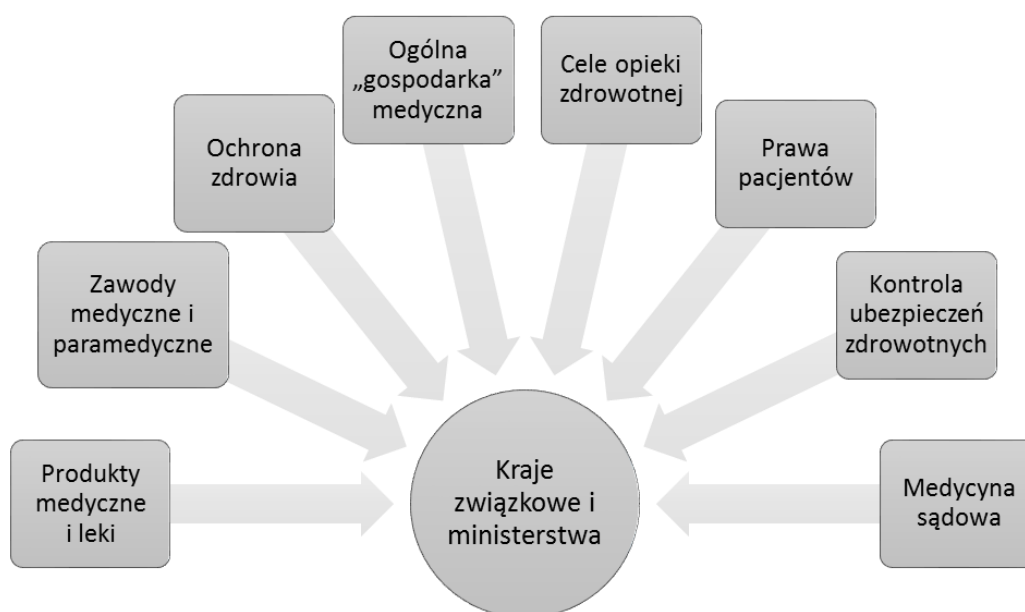 Ogólna
„gospodarka”
medyczna
Cele opieki
zdrowotnej
Ochrona
zdrowia
Prawa
pacjentów
Zawody
medyczne i
paramedyczne
Kontrola
ubezpieczeń
zdrowotnych
Produkty
medyczne
i leki
Kraje
związkowe i
ministerstwa
Medycyna
sądowa